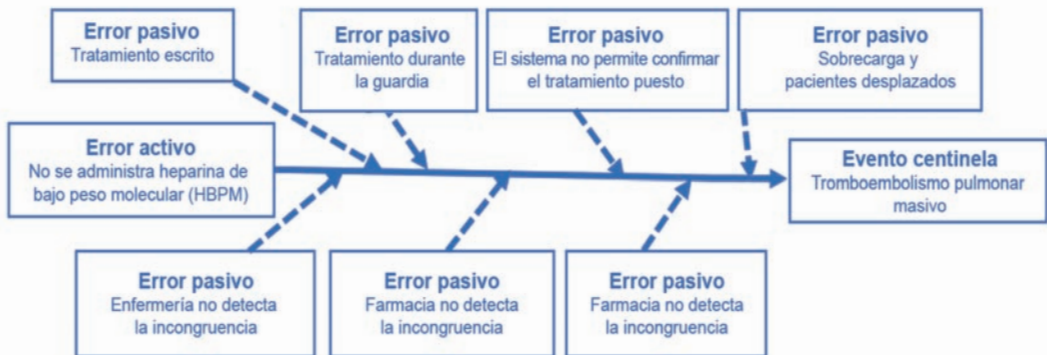 Error pasivo
Tratamiento escrito
Error pasivo
Tratamiento durante
la guardia
Error pasivo
El sistema no permite confirmar
el tratamiento puesto
Error pasivo
Sobrecarga y
pacientes desplazados
Error activo
No se administra heparina de
bajo peso molecular (HBPM)
Evento centinela
Tromboembolismo pulmonar
masivo
Error pasivo
Enfermería no detecta
la incongruencia
Error pasivo
Farmacia no detecta
la incongruencia
Error pasivo
Farmacia no detecta
la incongruencia